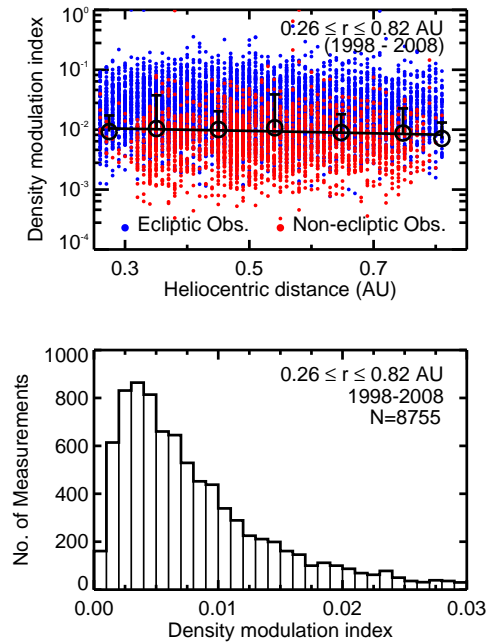 0.26 ≤ r ≤ 0.82 AU
(1998 - 2008)
Density modulation index
10⁰
10⁻¹
10⁻²
10⁻³
10⁻⁴
Ecliptic Obs.
Non-ecliptic Obs.
0.3 0.5 0.7
Heliocentric distance (AU)
0.26 ≤ r ≤ 0.82 AU
1998-2008
N=8755
No. of Measurements
1000
800
600
400
200
0
0.00 0.01 0.02 0.03
Density modulation index